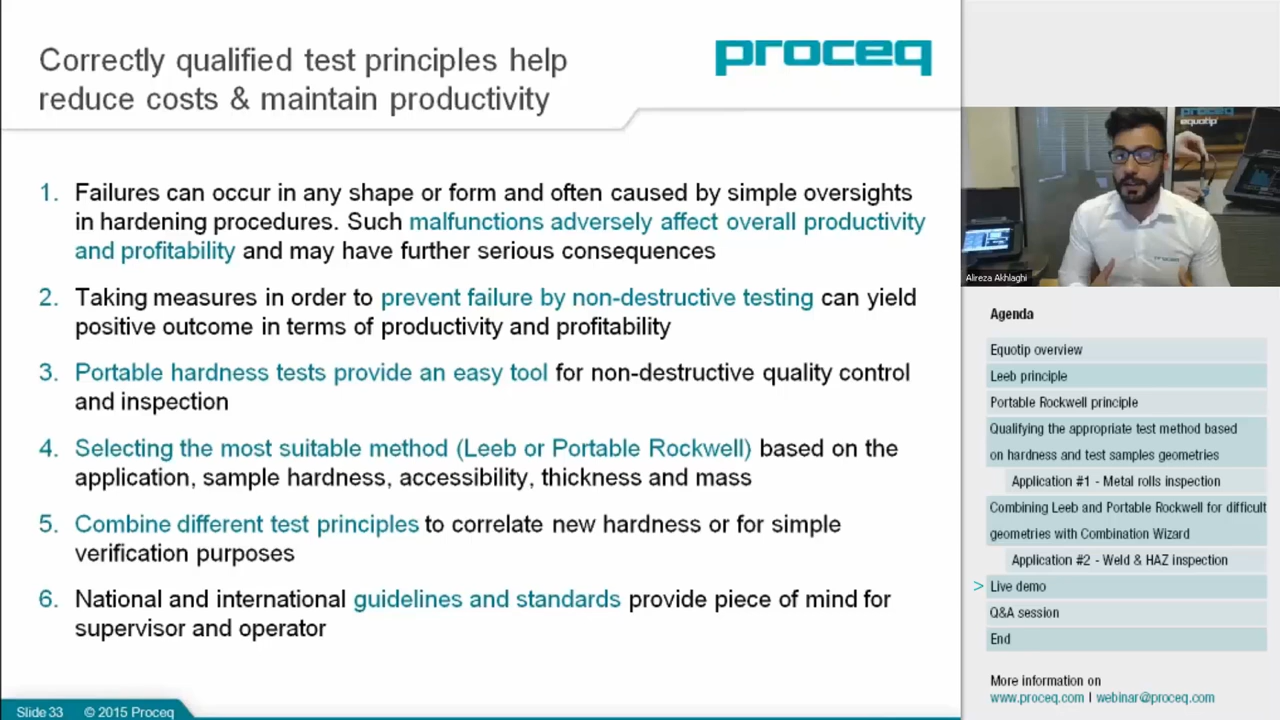 Correctly qualified test principles help
reduce costs & maintain productivity
proceq
1. Failures can occur in any shape or form and often caused by simple oversights
in hardening procedures. Such malfunctions adversely affect overall productivity
and profitability and may have further serious consequences
2. Taking measures in order to prevent failure by non-destructive testing can yield
positive outcome in terms of productivity and profitability
3. Portable hardness tests provide an easy tool for non-destructive quality control
and inspection
4. Selecting the most suitable method (Leeb or Portable Rockwell) based on the
application, sample hardness, accessibility, thickness and mass
5. Combine different test principles to correlate new hardness or for simple
verification purposes
6. National and international guidelines and standards provide piece of mind for
supervisor and operator
Slide 33 © 2015 Proceq
proceq
equotip
proceq
Alireza Akhlaghi
Agenda
Equotip overview
Leeb principle
Portable Rockwell principle
Qualifying the appropriate test method based
on hardness and test samples geometries
Application #1 - Metal rolls inspection
Combining Leeb and Portable Rockwell for difficult
geometries with Combination Wizard
Application #2 - Weld & HAZ inspection
> Live demo
Q&A session
End
More information on
www.proceq.com | webinar@proceq.com